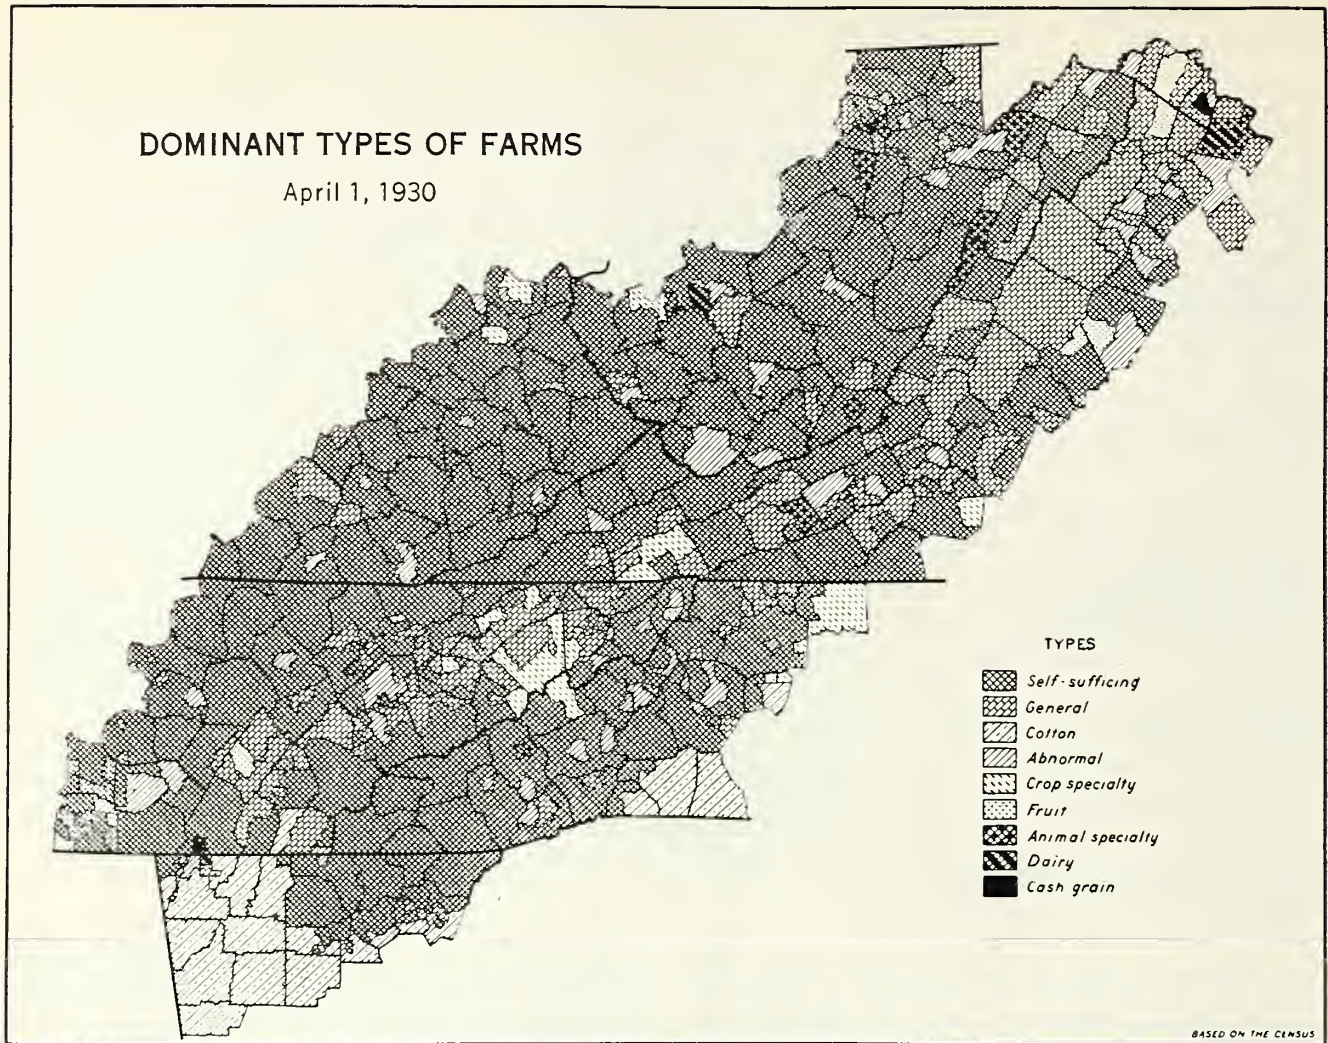 DOMINANT TYPES OF FARMS
April 1, 1930
TYPES
Self-sufficing
General
Cotton
Abnormal
Crop specialty
Fruit
Animal specialty
Dairy
Cash grain
BASED ON THE CENSUS